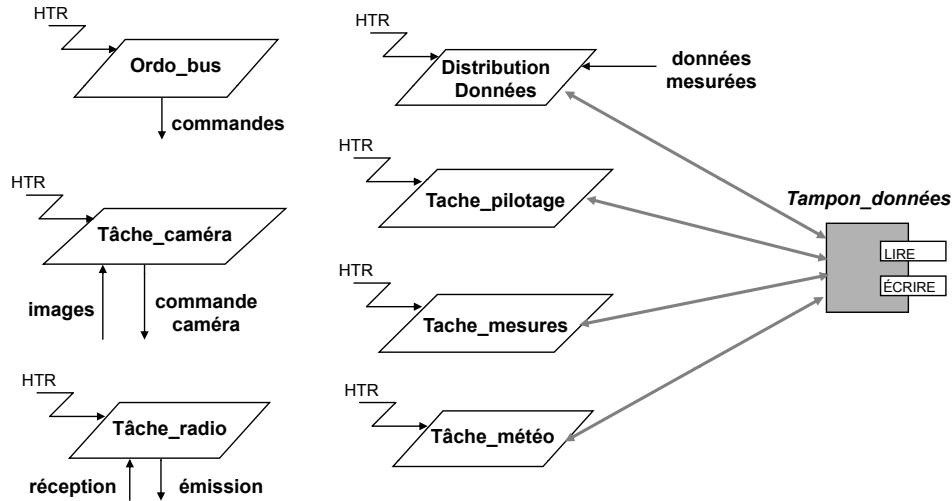 HTR
Ordo_bus
commandes
HTR
Tâche_caméra
images
commande
caméra
HTR
Tâche_radio
réception
émission
HTR
Distribution
Données
données
mesurées
HTR
Tache_pilotage
HTR
Tache_mesures
HTR
Tâche_météo
Tampon_données
LIRE
ÉCRIRE